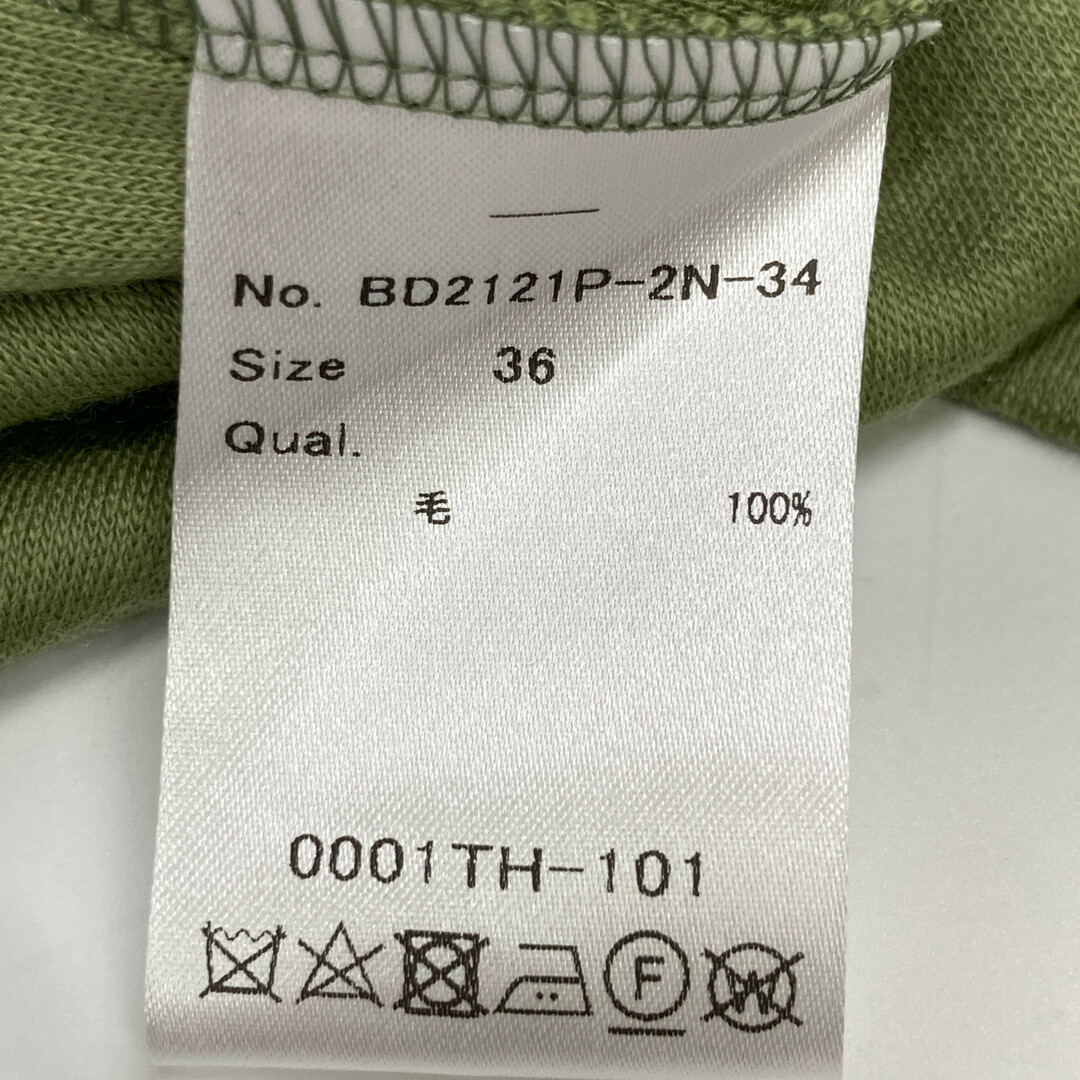 No. BD2121P-2N-34
Size 36
Qual.
毛 100%
0001TH-101
F W